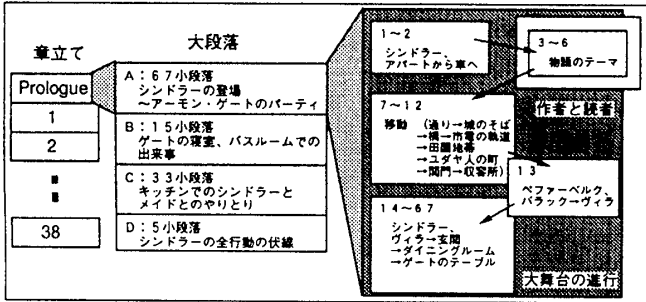 章立て
Prologue
1
2
38
大段落
A：67小段落
シンドラーの登場
～アーモン・ゲートのパーティ
B：15小段落
ゲートの寝室、バスルームでの
出来事
C：33小段落
キッチンでのシンドラーと
メイドとのやりとり
D：5小段落
シンドラーの全行動の伏線
1～2
シンドラー、
アパートから車へ
3～6
物語のテーマ
作者と読者
7～12
移動 （通り→城のそば
→橋→市電の軌道
→田園地帯
→ユダヤ人の町
→関門→収容所）
13
ペファーベルク、
バラック→ヴィラ
14～67
シンドラー、
ヴィラ→玄関
→ダイニングルーム
→ゲートのテーブル
大舞台の進行